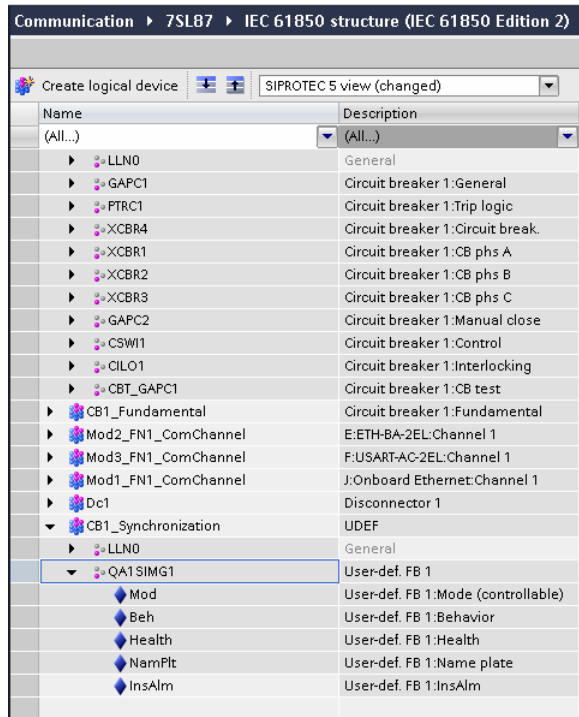 Communication ▸ 7SL87 ▸ IEC 61850 structure (IEC 61850 Edition 2)
Create logical device SIPROTEC 5 view (changed)
Name Description
(All...) (All...)
LLN0 General
GAPC1 Circuit breaker 1:General
PTRC1 Circuit breaker 1:Trip logic
XCBR4 Circuit breaker 1:Circuit break.
XCBR1 Circuit breaker 1:CB phs A
XCBR2 Circuit breaker 1:CB phs B
XCBR3 Circuit breaker 1:CB phs C
GAPC2 Circuit breaker 1:Manual close
CSWI1 Circuit breaker 1:Control
CILO1 Circuit breaker 1:Interlocking
CBT_GAPC1 Circuit breaker 1:CB test
CB1_Fundamental Circuit breaker 1:Fundamental
Mod2_FN1_ComChannel E:ETH-BA-2EL:Channel 1
Mod3_FN1_ComChannel F:USART-AC-2EL:Channel 1
Mod1_FN1_ComChannel J:Onboard Ethernet:Channel 1
Dc1 Disconnector 1
CB1_Synchronization UDEF
LLN0 General
QA1SIMG1 User-def. FB 1
Mod User-def. FB 1:Mode (controllable)
Beh User-def. FB 1:Behavior
Health User-def. FB 1:Health
NamPlt User-def. FB 1:Name plate
InsAlm User-def. FB 1:InsAlm